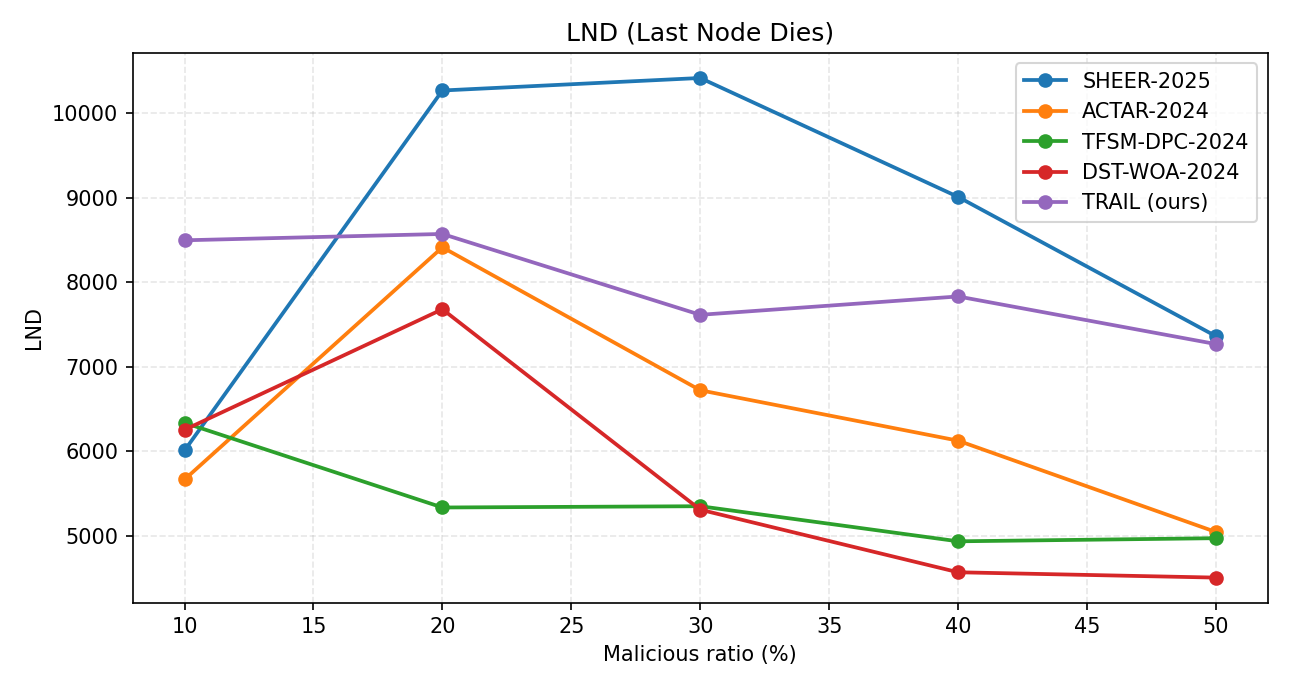 LND (Last Node Dies)
SHEER-2025
ACTAR-2024
TFSM-DPC-2024
DST-WOA-2024
TRAIL (ours)
LND
10000
9000
8000
7000
6000
5000
10 15 20 25 30 35 40 45 50
Malicious ratio (%)